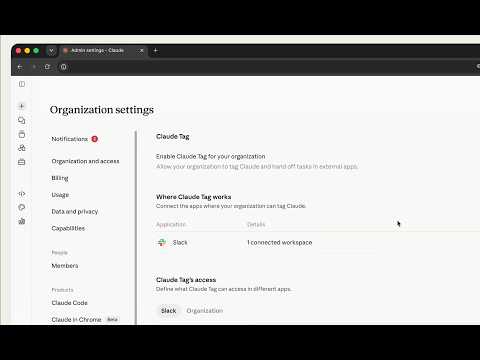 Admin settings - Claude
Organization settings
Notifications 2
Organization and access
Billing
Usage
Data and privacy
Capabilities
People
Members
Products
Claude Code
Claude in Chrome Beta
Claude Tag
Enable Claude Tag for your organization
Allow your organization to tag Claude and hand off tasks in external apps.
Where Claude Tag works
Connect the apps where your organization can tag Claude.
Application Details
Slack 1 connected workspace
Claude Tag's access
Define what Claude Tag can access in different apps.
Slack Organization